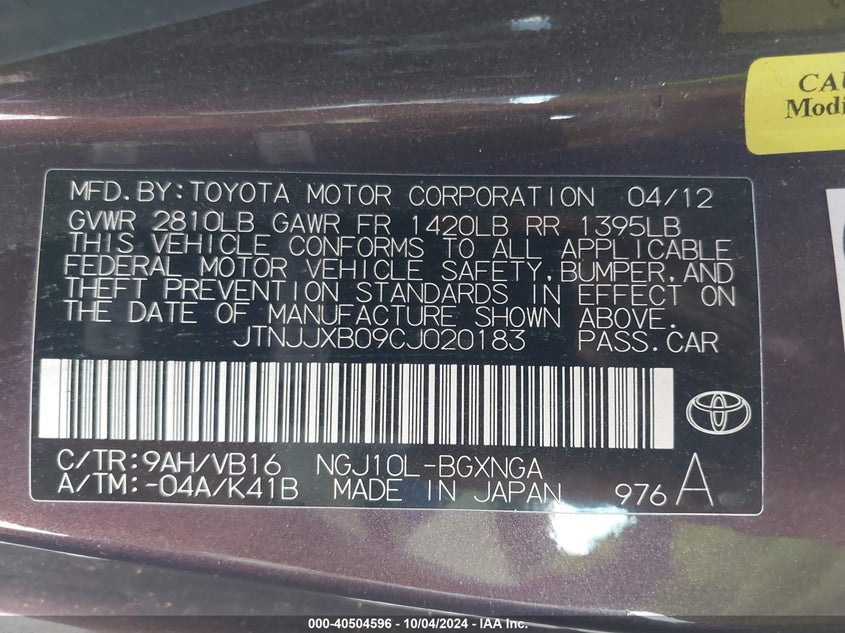 CAU
Modi
MFD.BY:TOYOTA MOTOR CORPORATION 04/12
GVWR 2810LB GAWR FR 1420LB RR 1395LB
THIS VEHICLE CONFORMS TO ALL APPLICABLE
FEDERAL MOTOR VEHICLE SAFETY,BUMPER,AND
THEFT PREVENTION STANDARDS IN EFFECT ON
THE DATE OF MANUFACTURE SHOWN ABOVE.
JTNJJXB09CJ020183 PASS.CAR
C/TR:9AH/VB16 NGJ10L-BGXNGA
A/TM:-04A/K41B MADE IN JAPAN 976 A
000-40504596 - 10/04/2024 - IAA Inc.